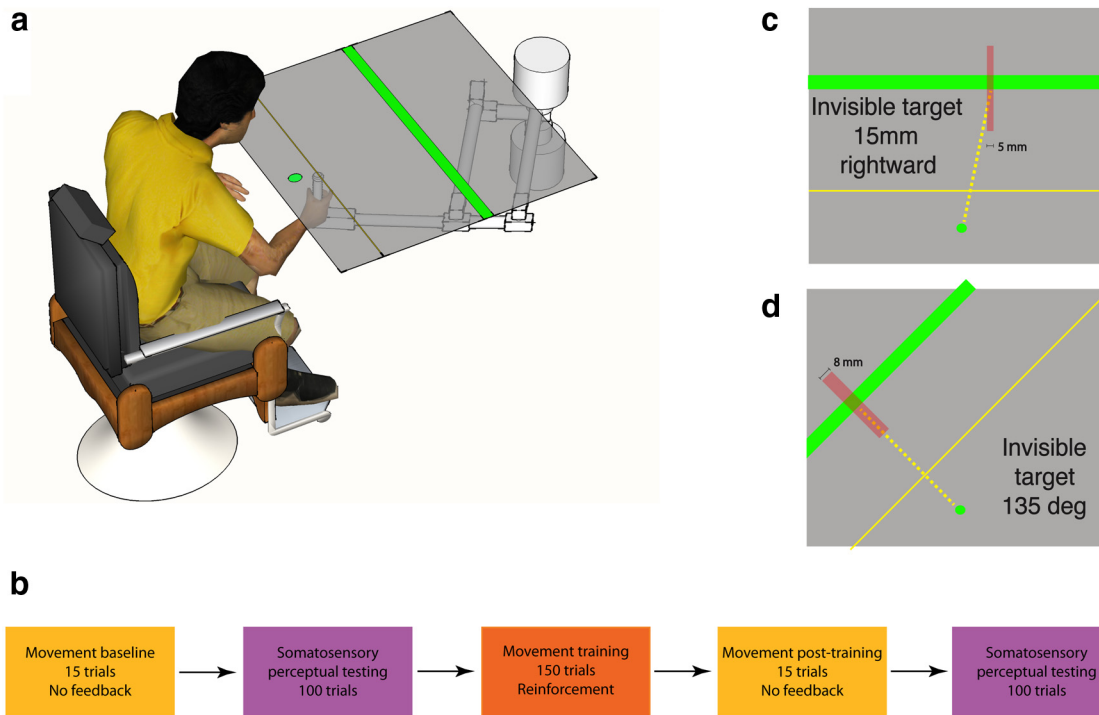 a
c
Invisible target
15mm
rightward
5 mm
d
8 mm
Invisible
target
135 deg
b
Movement baseline
15 trials
No feedback
Somatosensory
perceptual testing
100 trials
Movement training
150 trials
Reinforcement
Movement post-training
15 trials
No feedback
Somatosensory
perceptual testing
100 trials